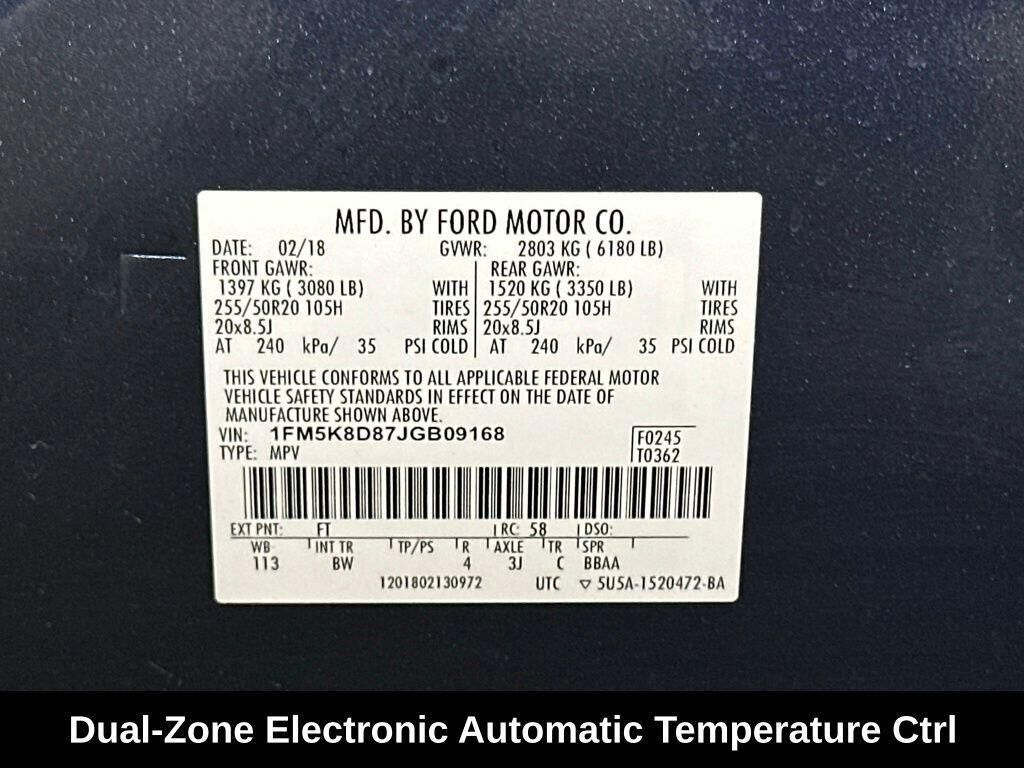 MFD. BY FORD MOTOR CO.
DATE: 02/18 GVWR: 2803 KG ( 6180 LB)
FRONT GAWR: REAR GAWR:
1397 KG ( 3080 LB) WITH 1520 KG ( 3350 LB) WITH
255/50R20 105H TIRES 255/50R20 105H TIRES
20x8.5J RIMS 20x8.5J RIMS
AT 240 kPa/ 35 PSI COLD AT 240 kPa/ 35 PSI COLD
THIS VEHICLE CONFORMS TO ALL APPLICABLE FEDERAL MOTOR
VEHICLE SAFETY STANDARDS IN EFFECT ON THE DATE OF
MANUFACTURE SHOWN ABOVE.
VIN: 1FM5K8D87JGB09168 F0245
TYPE: MPV T0362
EXT PNT: FT RC: 58 DSO:
WB INT TR TP/PS R AXLE TR SPR
113 BW 4 3J C BBAA
1201802130972 UTC ▽ 5U5A-1520472-BA
Dual-Zone Electronic Automatic Temperature Ctrl